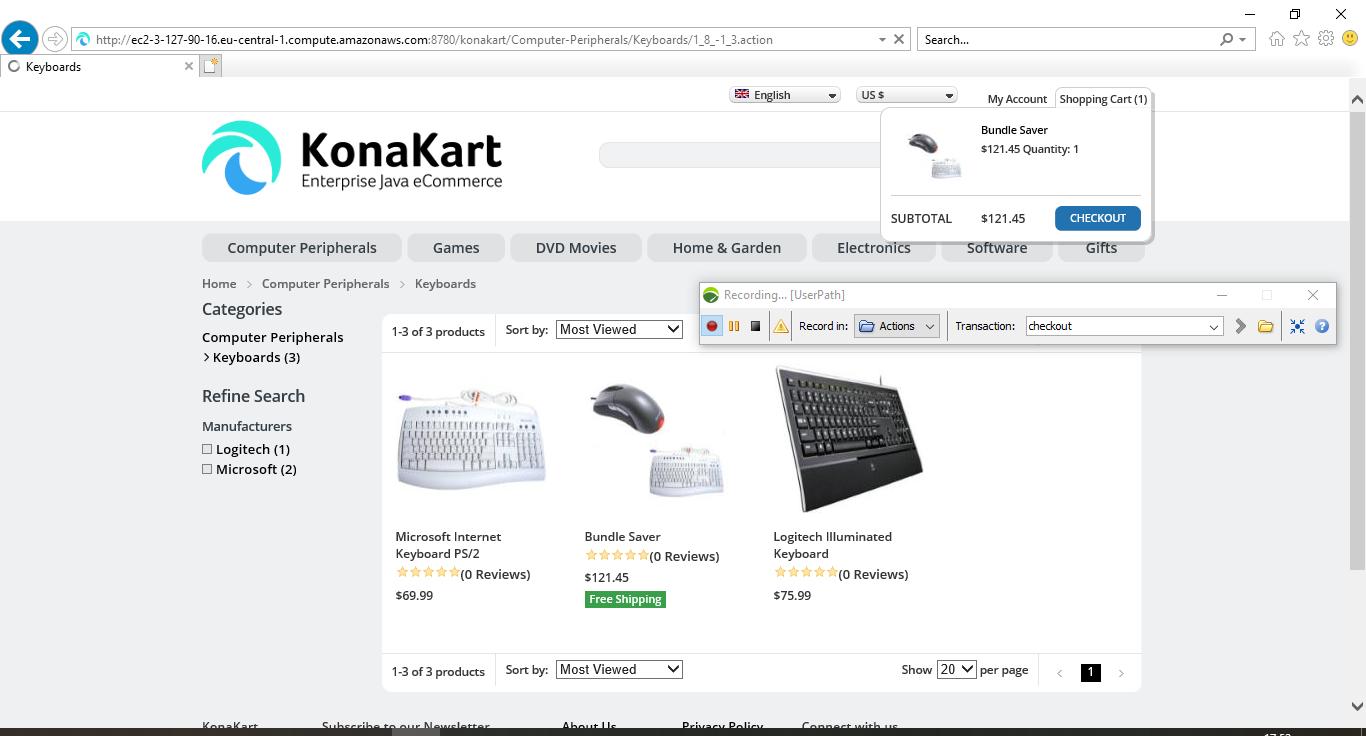 http://ec2-3-127-90-16.eu-central-1.compute.amazonaws.com:8780/konakart/Computer-Peripherals/Keyboards/1_8_-1_3.action
Search...
Keyboards
English
US $
My Account
Shopping Cart (1)
Bundle Saver
$121.45 Quantity: 1
SUBTOTAL $121.45 CHECKOUT
KonaKart
Enterprise Java eCommerce
Computer Peripherals
Games
DVD Movies
Home & Garden
Electronics
Software
Gifts
Home > Computer Peripherals > Keyboards
Recording... [UserPath]
Record in: Actions Transaction: checkout
Categories
Computer Peripherals
Keyboards (3)
Refine Search
Manufacturers
Logitech (1)
Microsoft (2)
1-3 of 3 products
Sort by: Most Viewed
Microsoft Internet
Keyboard PS/2
(0 Reviews)
$69.99
Bundle Saver
(0 Reviews)
$121.45
Free Shipping
Logitech Illuminated
Keyboard
(0 Reviews)
$75.99
1-3 of 3 products
Sort by: Most Viewed
Show 20 per page
< 1 >
KonaKart
Subscribe to our Newsletter
About Us
Privacy Policy
Connect with us